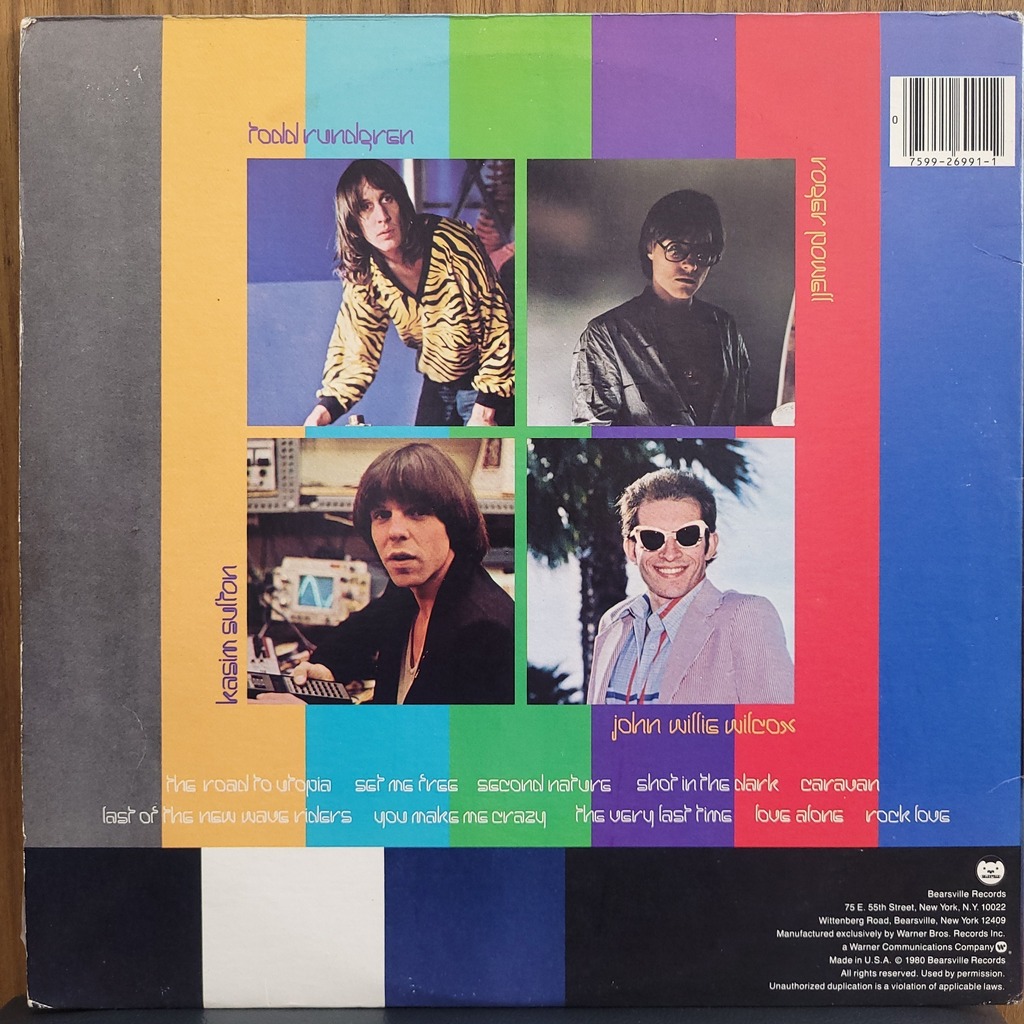 todd rundgren
roger powell
0
7599-26991-1
kasim sulton
john willie wilcox
the road to utopia set me free second nature shot in the dark caravan
last of the new wave riders you make me crazy the very last time love alone rock love
BEARSVILLE
Bearsville Records
75 E. 55th Street, New York, N.Y. 10022
Wittenberg Road, Bearsville, New York 12409
Manufactured exclusively by Warner Bros. Records Inc.
a Warner Communications Company W ®
Made in U.S.A. © 1980 Bearsville Records
All rights reserved. Used by permission.
Unauthorized duplication is a violation of applicable laws.